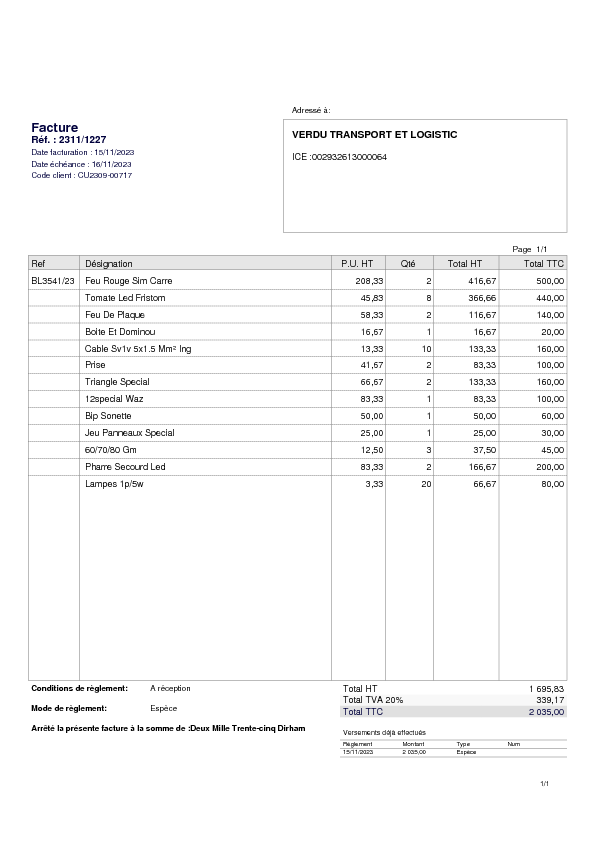 Adressé à:
Facture
Réf. : 2311/1227
Date facturation : 15/11/2023
Date échéance : 16/11/2023
Code client : CU2309-00717
VERDU TRANSPORT ET LOGISTIC
ICE :002932613000064
Page 1/1
Ref Désignation P.U. HT Qté Total HT Total TTC
BL3541/23 Feu Rouge Sim Carre 208,33 2 416,67 500,00
Tomate Led Fristom 45,83 8 366,66 440,00
Feu De Plaque 58,33 2 116,67 140,00
Boite Et Dominou 16,67 1 16,67 20,00
Cable Sv1v 5x1.5 Mm² Ing 13,33 10 133,33 160,00
Prise 41,67 2 83,33 100,00
Triangle Special 66,67 2 133,33 160,00
12special Waz 83,33 1 83,33 100,00
Bip Sonette 50,00 1 50,00 60,00
Jeu Panneaux Special 25,00 1 25,00 30,00
60/70/80 Gm 12,50 3 37,50 45,00
Pharre Secourd Led 83,33 2 166,67 200,00
Lampes 1p/5w 3,33 20 66,67 80,00
Conditions de règlement: A réception
Mode de règlement: Espèce
Arrêté la présente facture à la somme de :Deux Mille Trente-cinq Dirham
Total HT 1 695,83
Total TVA 20% 339,17
Total TTC 2 035,00
Versements déjà effectués
Règlement Montant Type Num
15/11/2023 2 035,00 Espèce
1/1